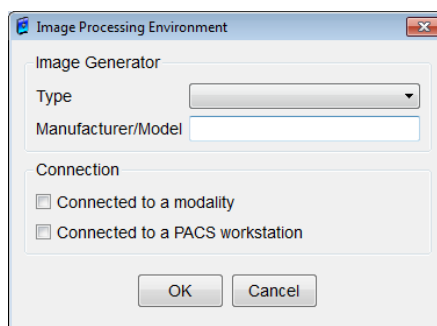 Image Processing Environment
Image Generator
Type
Manufacturer/Model
Connection
Connected to a modality
Connected to a PACS workstation
OK Cancel